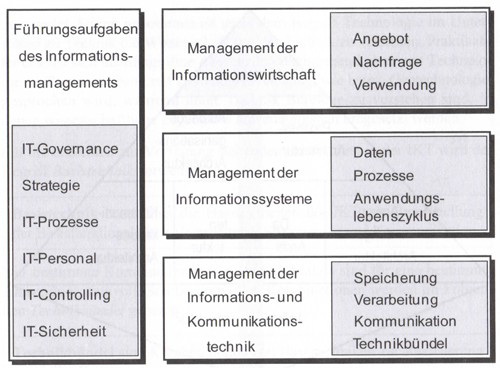 Führungsaufgaben
des Informations-
managements
IT-Governance
Strategie
IT-Prozesse
IT-Personal
IT-Controlling
IT-Sicherheit
Management der
Informationswirtschaft
Angebot
Nachfrage
Verwendung
Management der
Informationssysteme
Daten
Prozesse
Anwendungs-
lebenszyklus
Management der
Informations- und
Kommunikations-
technik
Speicherung
Verarbeitung
Kommunikation
Technikbündel